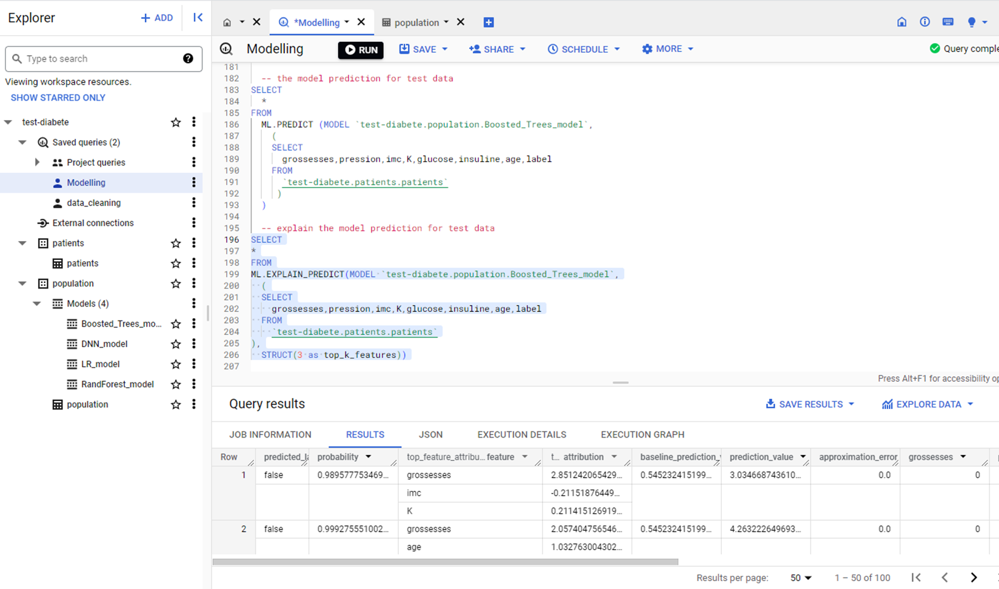 Explorer
+ ADD
Type to search
Viewing workspace resources.
SHOW STARRED ONLY
test-diabete
Saved queries (2)
Project queries
Modelling
data_cleaning
External connections
patients
patients
population
Models (4)
Boosted_Trees_mo...
DNN_model
LR_model
RandForest_model
population
*Modelling
population
Modelling
RUN
SAVE
SHARE
SCHEDULE
MORE
Query comple
181
182 -- the model prediction for test data
183 SELECT
184 *
185 FROM
186 ML.PREDICT (MODEL `test-diabete.population.Boosted_Trees_model`,
187 (
188 SELECT
189 grossesses,pression,imc,K,glucose,insuline,age,label
190 FROM
191 `test-diabete.patients.patients`
192 )
193 )
194
195 -- explain the model prediction for test data
196 SELECT
197 *
198 FROM
199 ML.EXPLAIN_PREDICT(MODEL `test-diabete.population.Boosted_Trees_model`,
200 (
201 SELECT
202 grossesses,pression,imc,K,glucose,insuline,age,label
203 FROM
204 `test-diabete.patients.patients`
205 ),
206 STRUCT(3 as top_k_features))
207
Press Alt+F1 for accessibility op
Query results
SAVE RESULTS
EXPLORE DATA
JOB INFORMATION
RESULTS
JSON
EXECUTION DETAILS
EXECUTION GRAPH
Row predicted_la probability top_feature_attribu... feature t... attribution baseline_prediction_v prediction_value approximation_error grossesses
1 false 0.989577753469... grossesses 2.851242065429... 0.545232415199... 3.034668743610... 0.0 0
imc -0.21151876449...
K 0.211415126919...
2 false 0.999275551002... grossesses 2.057404756546... 0.545232415199... 4.263222649693... 0.0 0
age 1.032763004302...
Results per page: 50 1 – 50 of 100